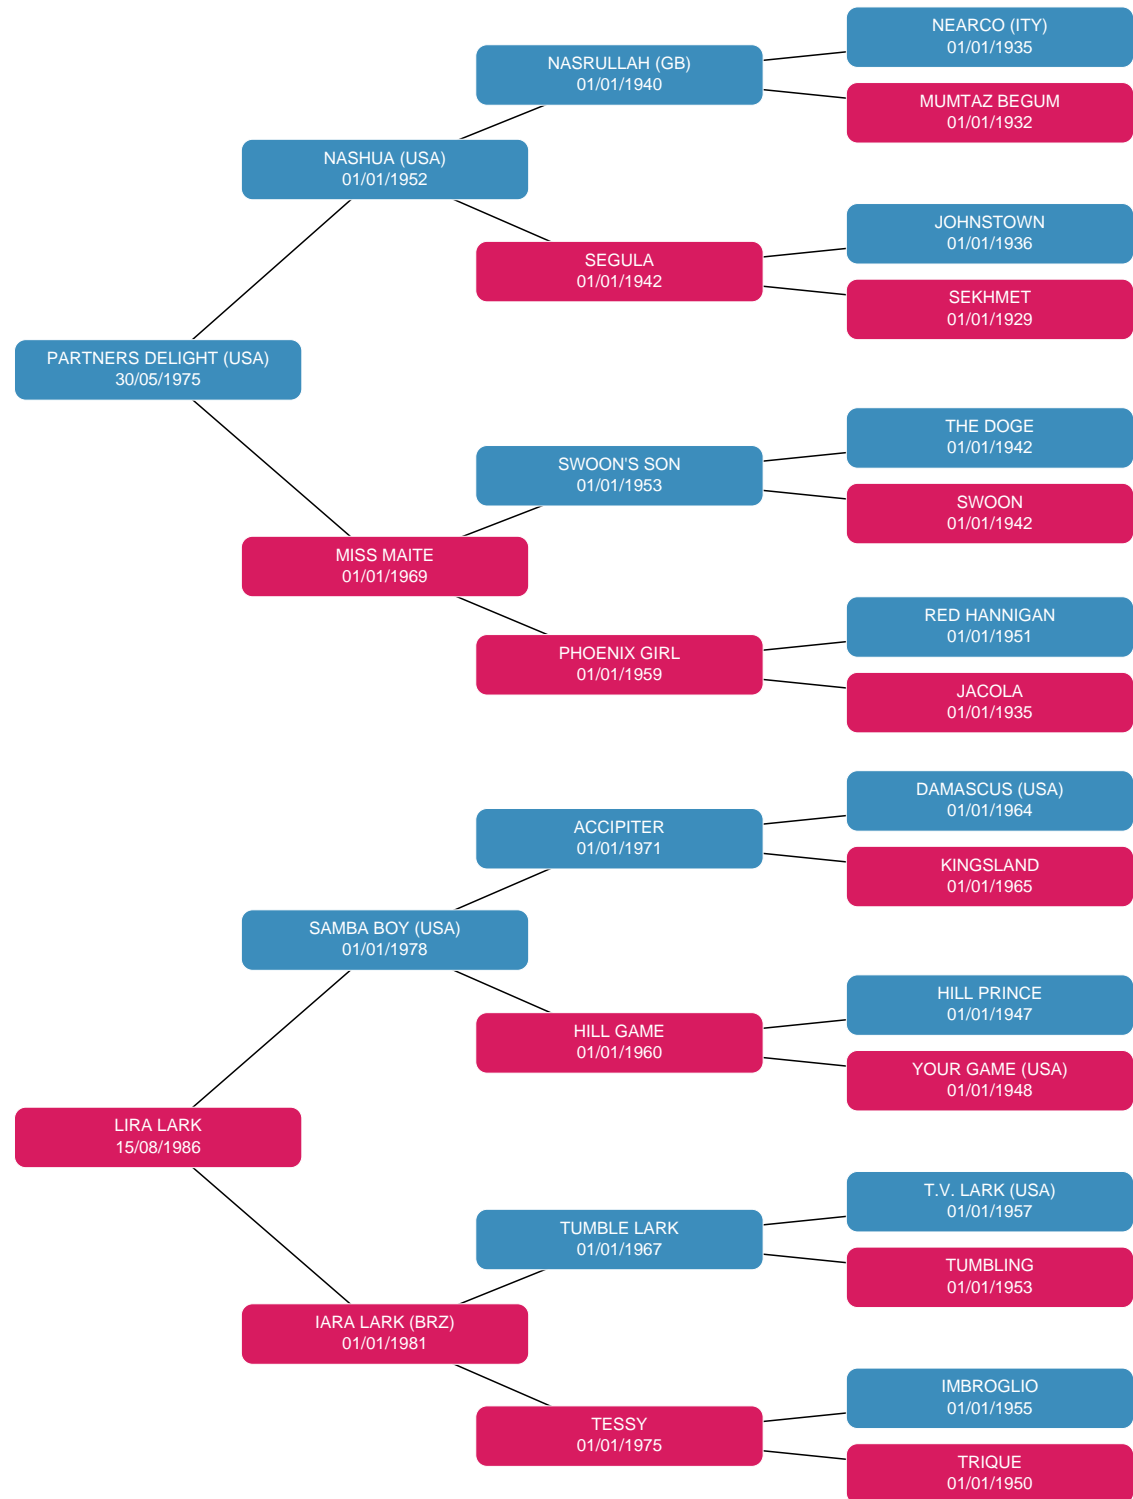 NEARCO (ITY)
01/01/1935
NASRULLAH (GB)
01/01/1940
MUMTAZ BEGUM
01/01/1932
NASHUA (USA)
01/01/1952
JOHNSTOWN
01/01/1936
SEGULA
01/01/1942
SEKHMET
01/01/1929
PARTNERS DELIGHT (USA)
30/05/1975
THE DOGE
01/01/1942
SWOON'S SON
01/01/1953
SWOON
01/01/1942
MISS MAITE
01/01/1969
RED HANNIGAN
01/01/1951
PHOENIX GIRL
01/01/1959
JACOLA
01/01/1935
DAMASCUS (USA)
01/01/1964
ACCIPITER
01/01/1971
KINGSLAND
01/01/1965
SAMBA BOY (USA)
01/01/1978
HILL PRINCE
01/01/1947
HILL GAME
01/01/1960
YOUR GAME (USA)
01/01/1948
LIRA LARK
15/08/1986
T.V. LARK (USA)
01/01/1957
TUMBLE LARK
01/01/1967
TUMBLING
01/01/1953
IARA LARK (BRZ)
01/01/1981
IMBROGLIO
01/01/1955
TESSY
01/01/1975
TRIQUE
01/01/1950